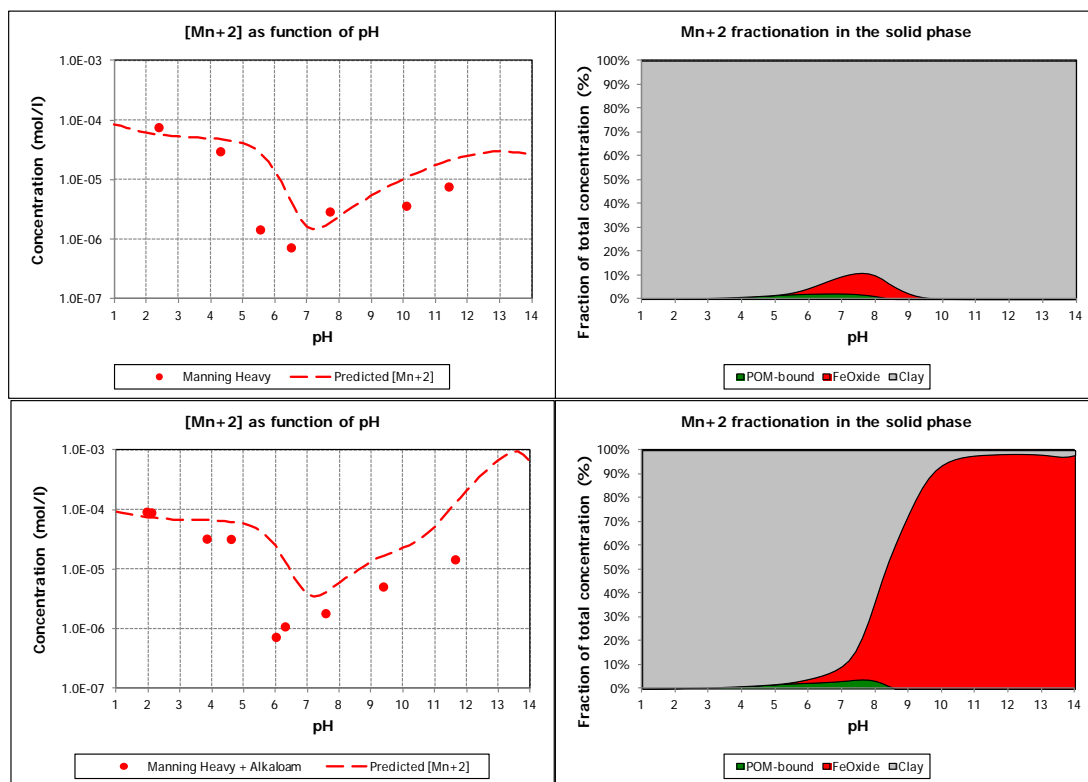 [Mn+2] as function of pH
Concentration (mol/l)
1.0E-03
1.0E-04
1.0E-05
1.0E-06
1.0E-07
1 2 3 4 5 6 7 8 9 10 11 12 13 14
pH
Manning Heavy Predicted [Mn+2]
Mn+2 fractionation in the solid phase
Fraction of total concentration (%)
100%
90%
80%
70%
60%
50%
40%
30%
20%
10%
0%
1 2 3 4 5 6 7 8 9 10 11 12 13 14
pH
POM-bound FeOxide Clay
[Mn+2] as function of pH
Concentration (mol/l)
1.0E-03
1.0E-04
1.0E-05
1.0E-06
1.0E-07
1 2 3 4 5 6 7 8 9 10 11 12 13 14
pH
Manning Heavy + Alkaloam Predicted [Mn+2]
Mn+2 fractionation in the solid phase
Fraction of total concentration (%)
100%
90%
80%
70%
60%
50%
40%
30%
20%
10%
0%
1 2 3 4 5 6 7 8 9 10 11 12 13 14
pH
POM-bound FeOxide Clay